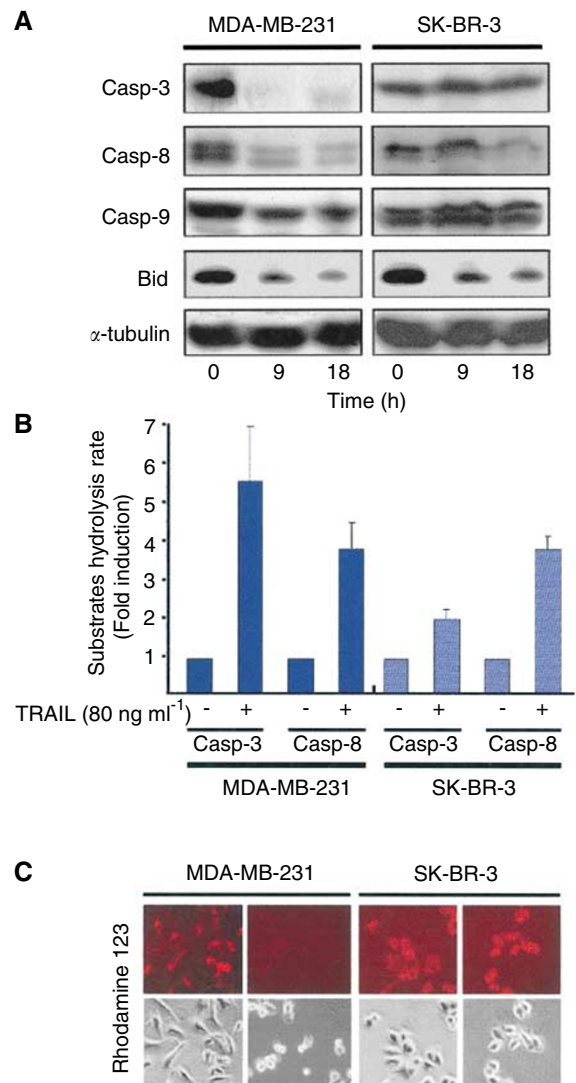 A
MDA-MB-231 SK-BR-3
Casp-3
Casp-8
Casp-9
Bid
α-tubulin
0 9 18 0 9 18
Time (h)
B
Substrates hydrolysis rate
(Fold induction)
7
6
5
4
3
2
1
TRAIL (80 ng ml-1) - + - + - + - +
Casp-3 Casp-8 Casp-3 Casp-8
MDA-MB-231 SK-BR-3
C
MDA-MB-231 SK-BR-3
Rhodamine 123